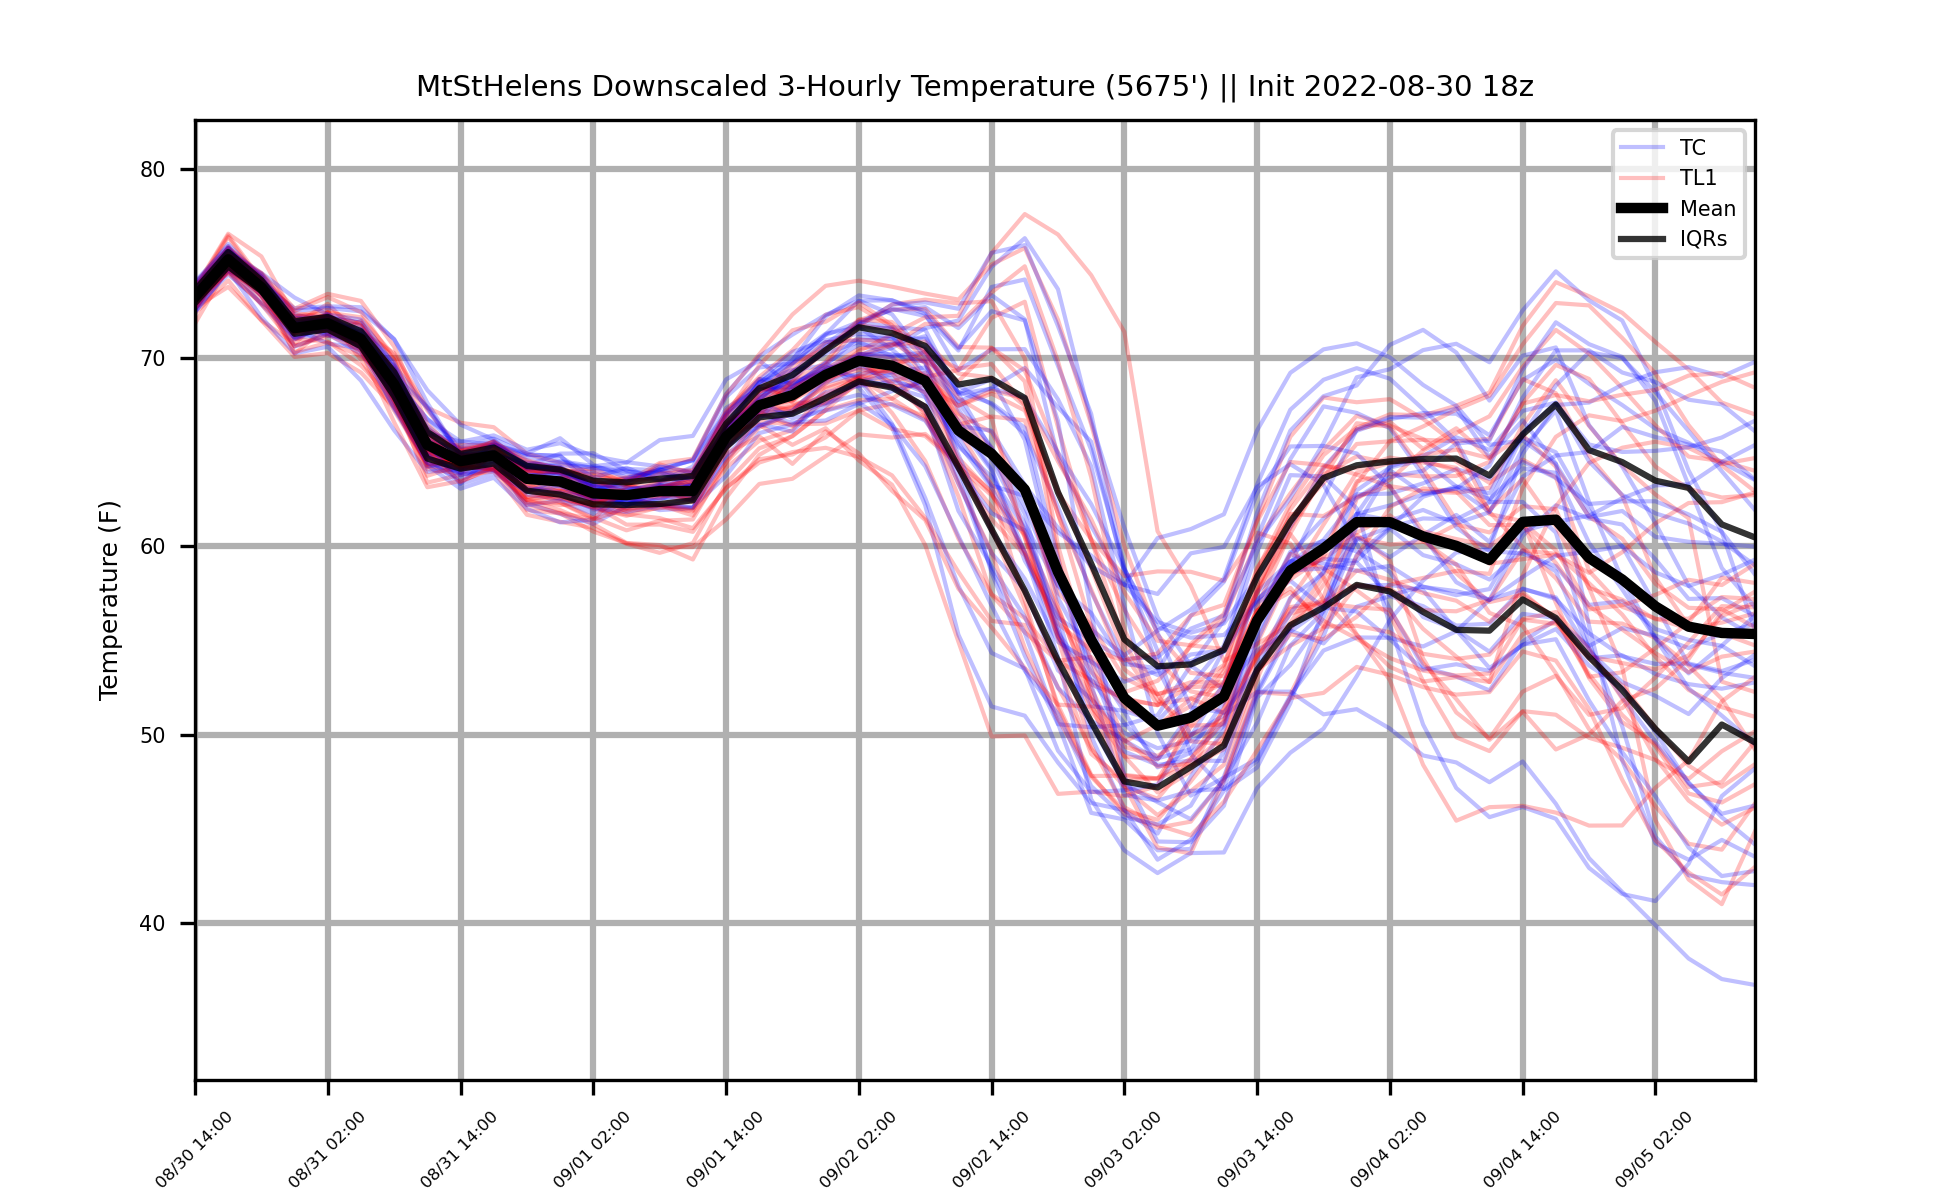 MtStHelens Downscaled 3-Hourly Temperature (5675') || Init 2022-08-30 18z
TC
TL1
Mean
IQRs
Temperature (F)
80
70
60
50
40
08/30 14:00
08/31 02:00
08/31 14:00
09/01 02:00
09/01 14:00
09/02 02:00
09/02 14:00
09/03 02:00
09/03 14:00
09/04 02:00
09/04 14:00
09/05 02:00